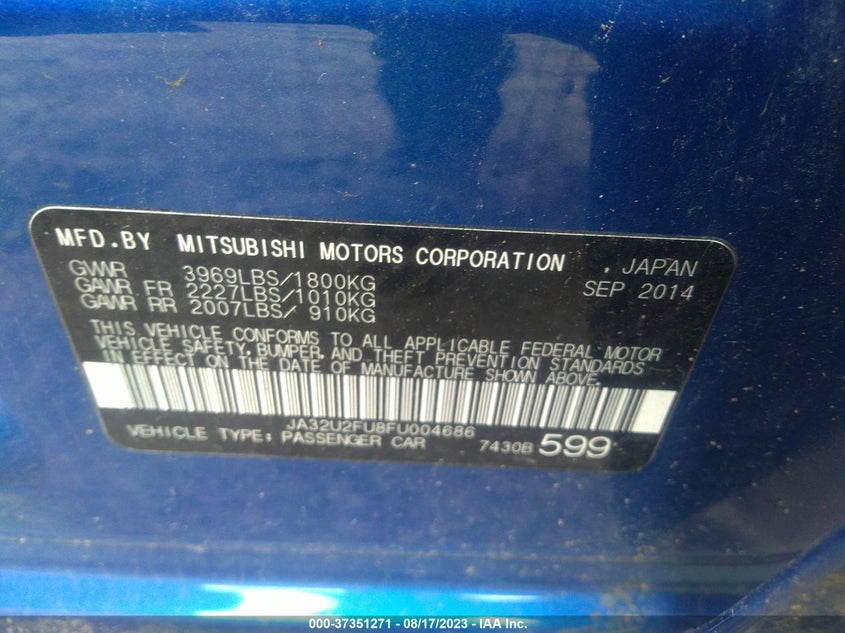 MFD.BY MITSUBISHI MOTORS CORPORATION , JAPAN
GVWR 3969LBS/1800KG SEP 2014
GAWR FR 2227LBS/1010KG
GAWR RR 2007LBS/ 910KG
THIS VEHICLE CONFORMS TO ALL APPLICABLE FEDERAL MOTOR
VEHICLE SAFETY, BUMPER, AND THEFT PREVENTION STANDARDS
IN EFFECT ON THE DATE OF MANUFACTURE SHOWN ABOVE.
JA32U2FU8FU004686
VEHICLE TYPE: PASSENGER CAR 7430B 599
000-37351271 - 08/17/2023 - IAA Inc.